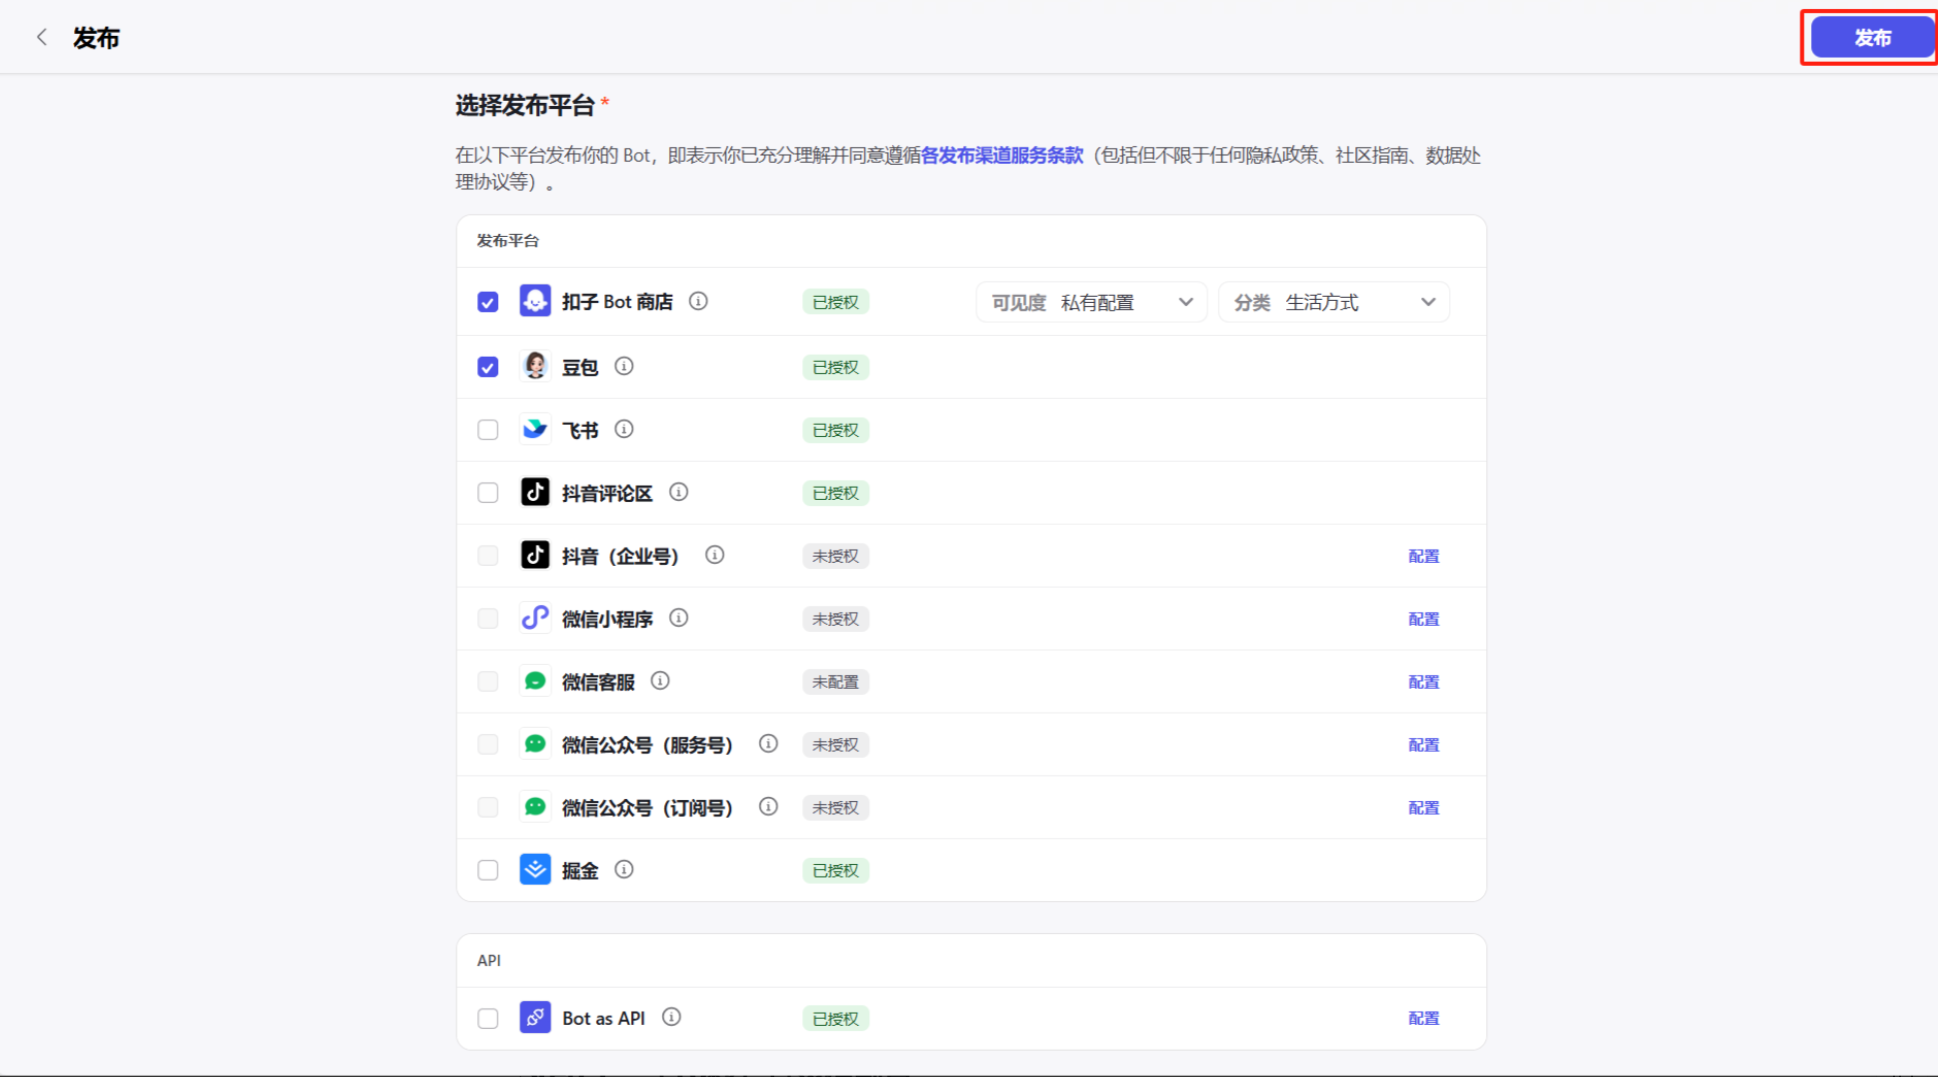 发布
发布
选择发布平台 *
在以下平台发布你的 Bot，即表示你已充分理解并同意遵循各发布渠道服务条款（包括但不限于任何隐私政策、社区指南、数据处
理协议等）。
发布平台
扣子 Bot 商店 已授权 可见度 私有配置 分类 生活方式
豆包 已授权
飞书 已授权
抖音评论区 已授权
抖音（企业号） 未授权 配置
微信小程序 未授权 配置
微信客服 未配置 配置
微信公众号（服务号） 未授权 配置
微信公众号（订阅号） 未授权 配置
掘金 已授权
API
Bot as API 已授权 配置